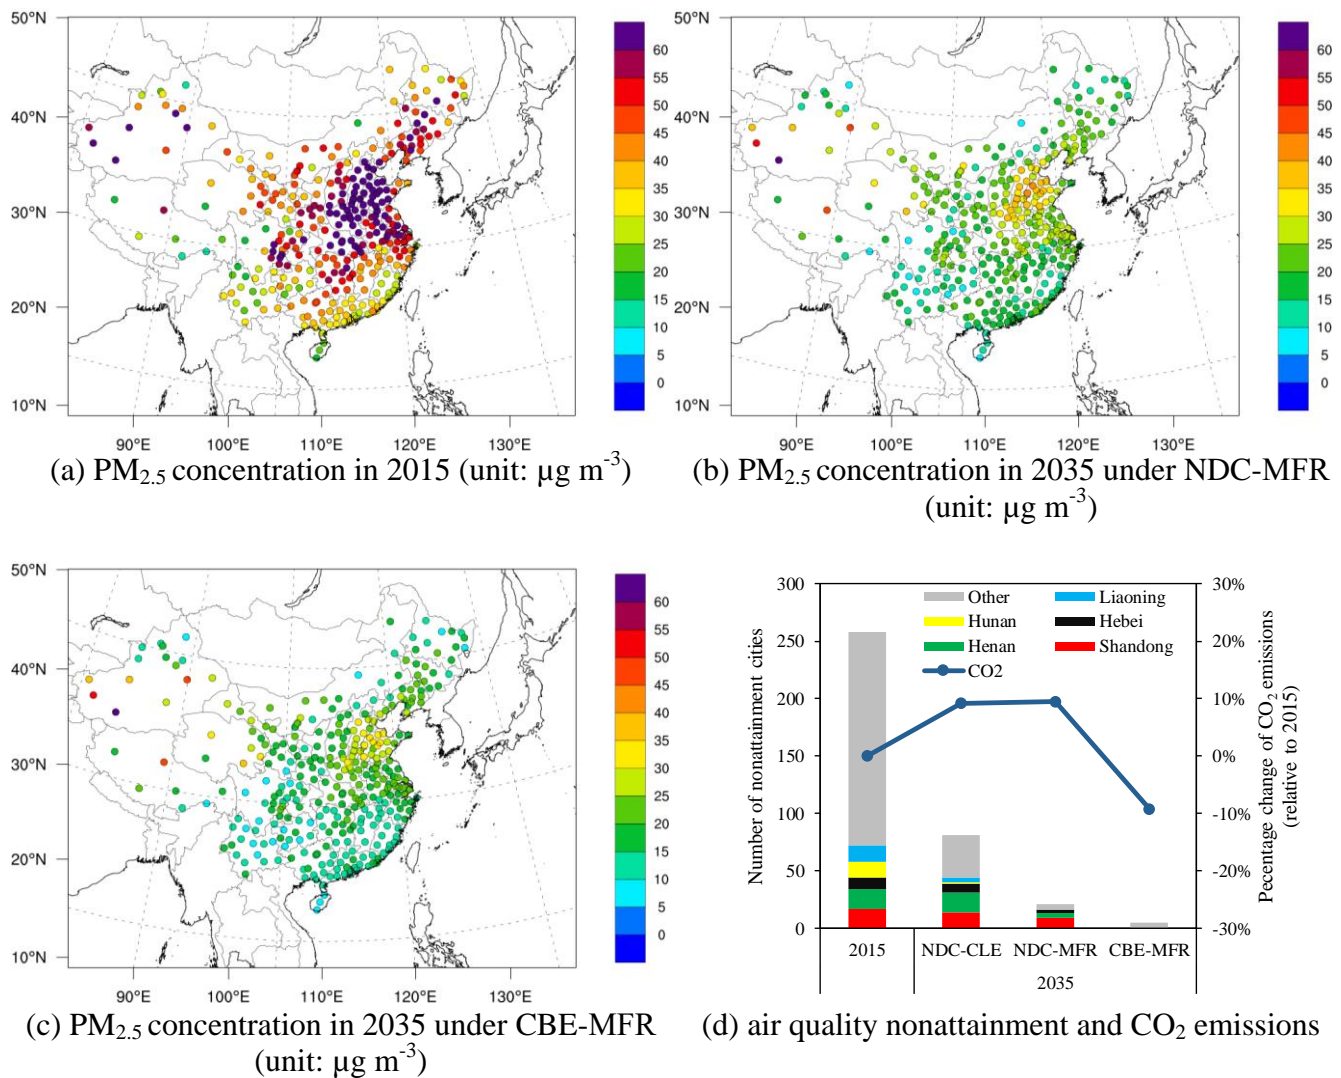 50°N
40°N
30°N
20°N
10°N
90°E 100°E 110°E 120°E 130°E
60
55
50
45
40
35
30
25
20
15
10
5
0
(a) PM2.5 concentration in 2015 (unit: µg m-3)
50°N
40°N
30°N
20°N
10°N
90°E 100°E 110°E 120°E 130°E
60
55
50
45
40
35
30
25
20
15
10
5
0
(b) PM2.5 concentration in 2035 under NDC-MFR
(unit: µg m-3)
50°N
40°N
30°N
20°N
10°N
90°E 100°E 110°E 120°E 130°E
60
55
50
45
40
35
30
25
20
15
10
5
0
(c) PM2.5 concentration in 2035 under CBE-MFR
(unit: µg m-3)
Number of nonattainment cities
300
250
200
150
100
50
0
Other Liaoning
Hunan Hebei
Henan Shandong
CO2
30%
20%
10%
0%
-10%
-20%
-30%
Pecentage change of CO2 emissions
(relative to 2015)
2015 NDC-CLE NDC-MFR CBE-MFR
2035
(d) air quality nonattainment and CO2 emissions